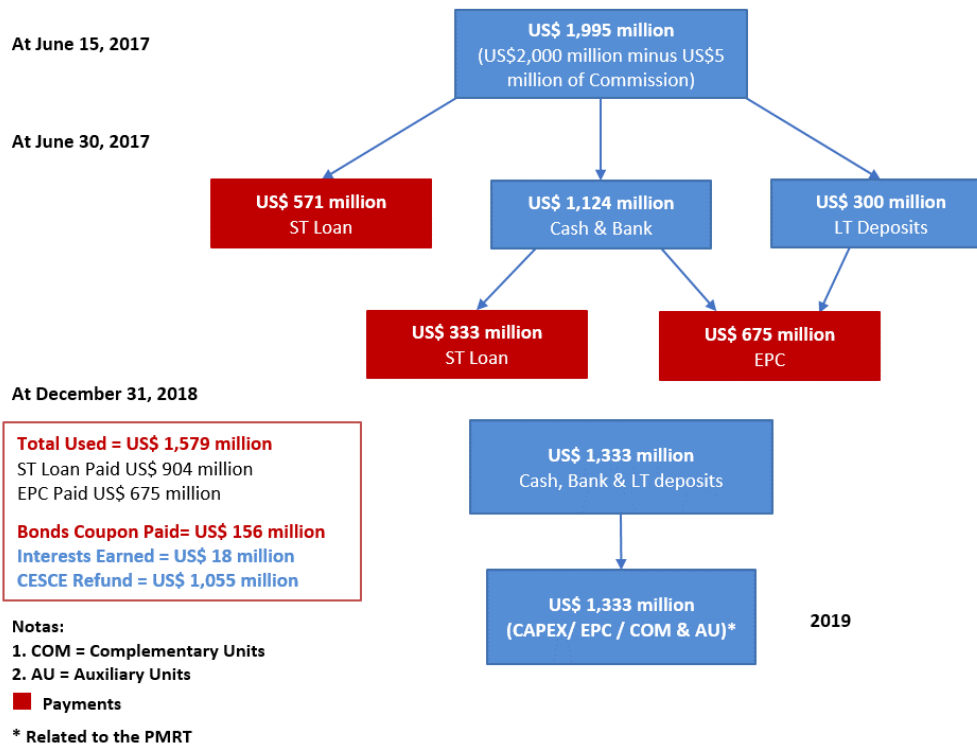 At June 15, 2017
US$ 1,995 million
(US$2,000 million minus US$5
million of Commission)
At June 30, 2017
US$ 571 million
ST Loan
US$ 1,124 million
Cash & Bank
US$ 300 million
LT Deposits
US$ 333 million
ST Loan
US$ 675 million
EPC
At December 31, 2018
Total Used = US$ 1,579 million
ST Loan Paid US$ 904 million
EPC Paid US$ 675 million
Bonds Coupon Paid= US$ 156 million
Interests Earned = US$ 18 million
CESCE Refund = US$ 1,055 million
US$ 1,333 million
Cash, Bank & LT deposits
US$ 1,333 million
(CAPEX/ EPC / COM & AU)*
2019
Notas:
1. COM = Complementary Units
2. AU = Auxiliary Units
Payments
* Related to the PMRT